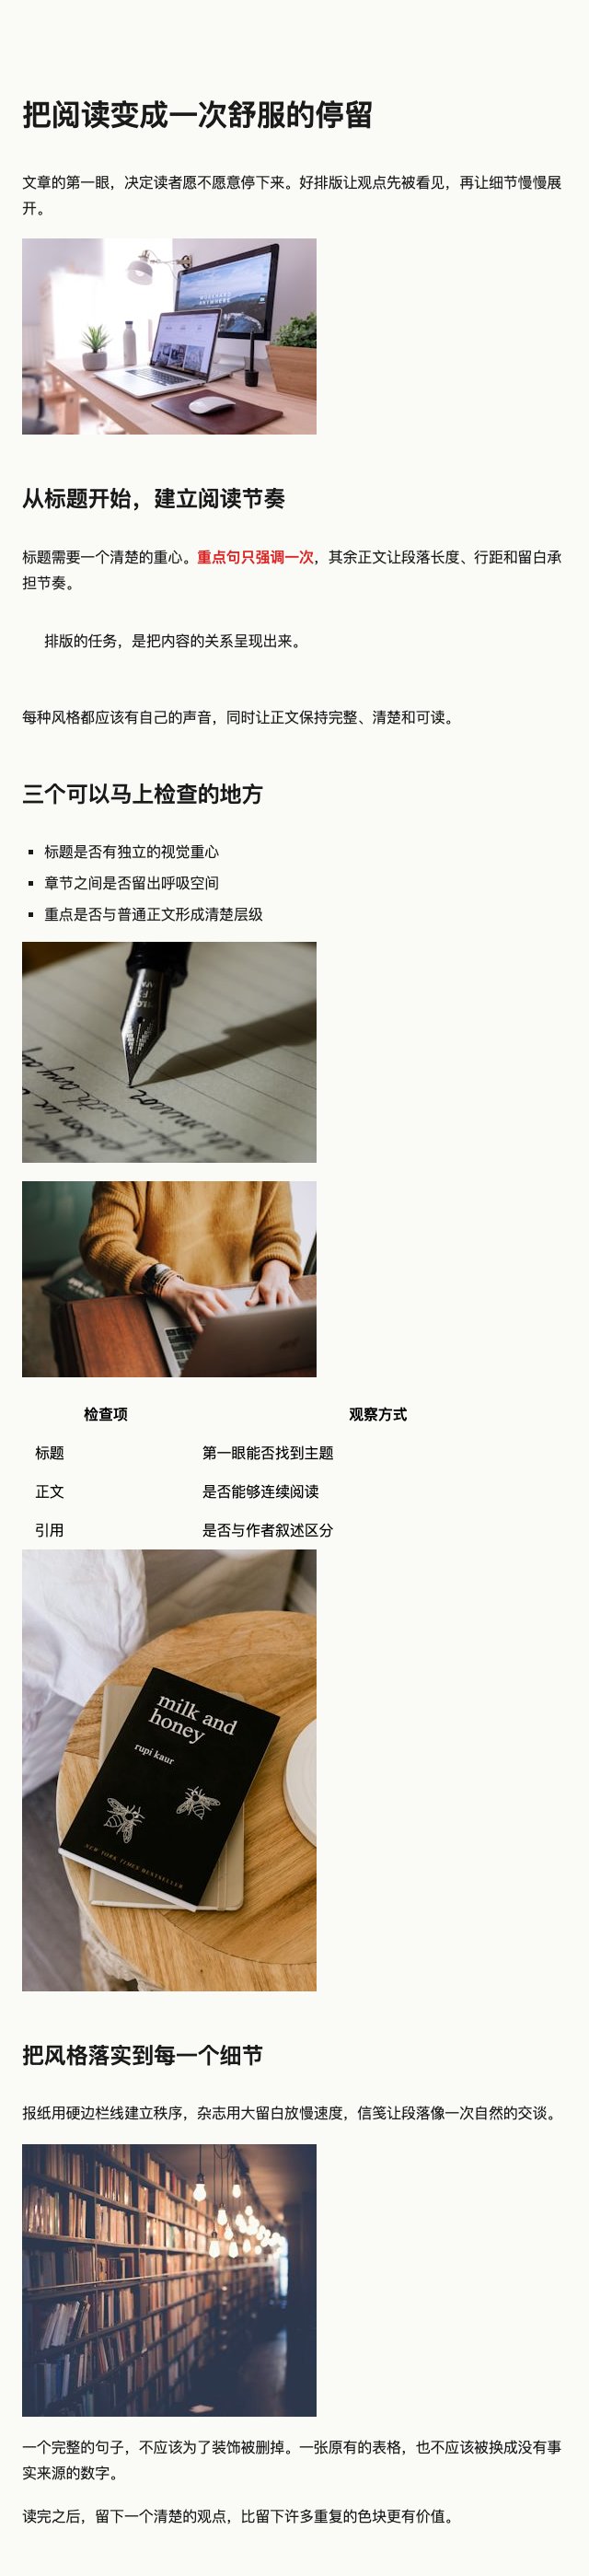 把阅读变成一次舒服的停留
文章的第一眼，决定读者愿不愿意停下来。好排版让观点先被看见，再让细节慢慢展
开。
从标题开始，建立阅读节奏
标题需要一个清楚的重心。重点句只强调一次，其余正文让段落长度、行距和留白承
担节奏。
排版的任务，是把内容的关系呈现出来。
每种风格都应该有自己的声音，同时让正文保持完整、清楚和可读。
三个可以马上检查的地方
标题是否有独立的视觉重心
章节之间是否留出呼吸空间
重点是否与普通正文形成清楚层级
检查项 观察方式
标题 第一眼能否找到主题
正文 是否能够连续阅读
引用 是否与作者叙述区分
milk and
honey
rupi kaur
NEW YORK TIMES BESTSELLER
把风格落实到每一个细节
报纸用硬边栏线建立秩序，杂志用大留白放慢速度，信笺让段落像一次自然的交谈。
一个完整的句子，不应该为了装饰被删掉。一张原有的表格，也不应该被换成没有事
实来源的数字。
读完之后，留下一个清楚的观点，比留下许多重复的色块更有价值。